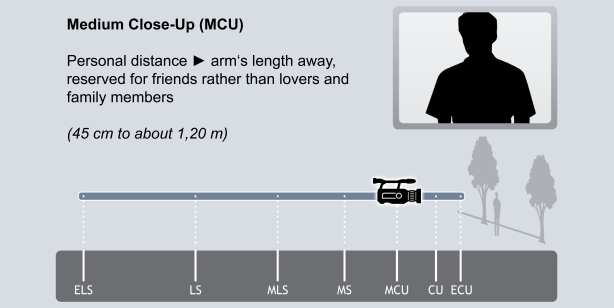 Medium Close-Up (MCU)
Personal distance ► arm‘s length away,
reserved for friends rather than lovers and
family members
(45 cm to about 1,20 m)
ELS LS MLS MS MCU CU ECU